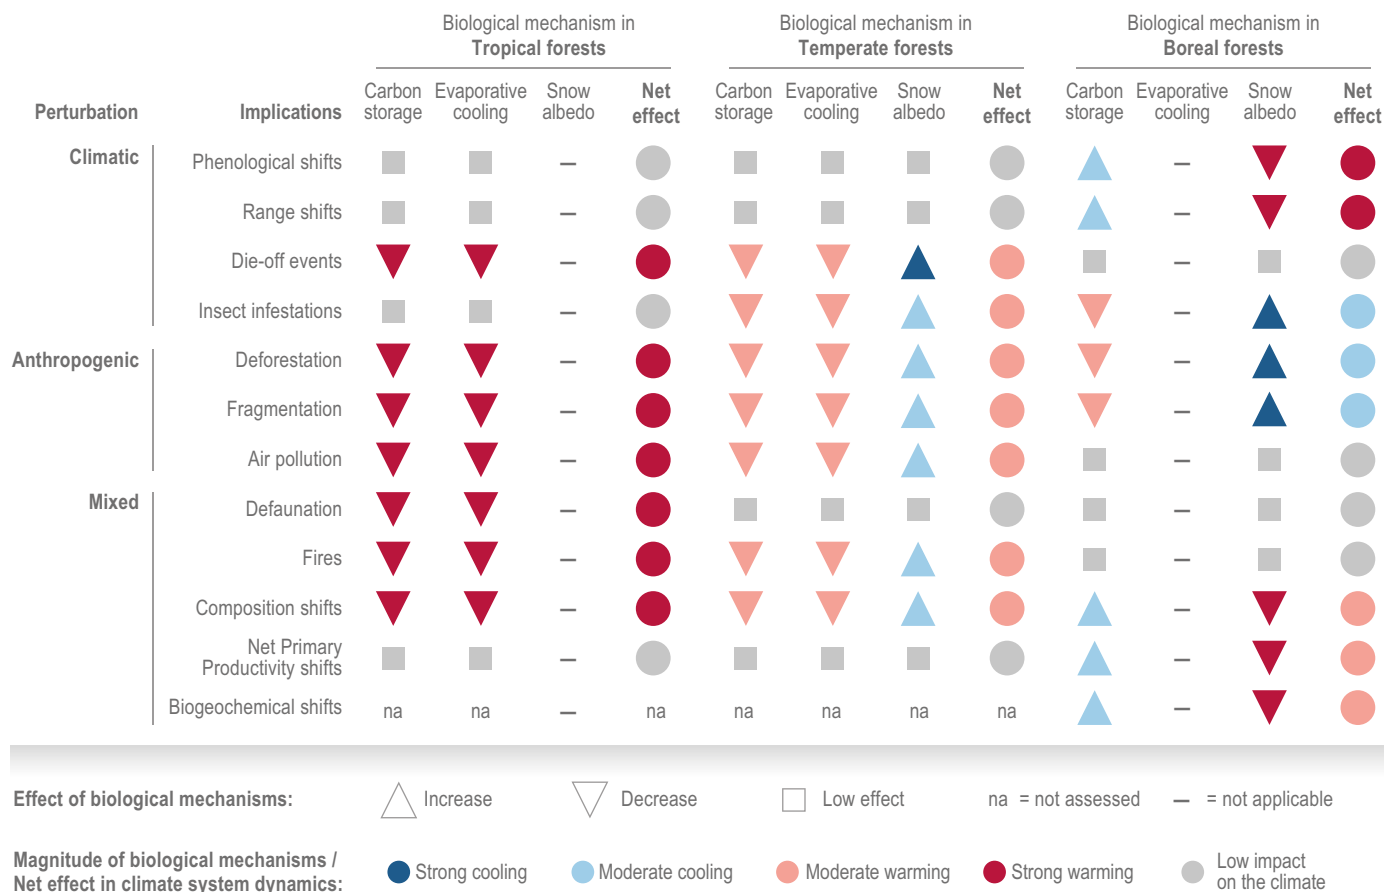 Biological mechanism in Biological mechanism in Biological mechanism in
Tropical forests Temperate forests Boreal forests
Carbon Evaporative Snow Net Carbon Evaporative Snow Net Carbon Evaporative Snow Net
Perturbation Implications storage cooling albedo effect storage cooling albedo effect storage cooling albedo effect
Climatic Phenological shifts – –
Range shifts – –
Die-off events – –
Insect infestations – –
Anthropogenic Deforestation – –
Fragmentation – –
Air pollution – –
Mixed Defaunation – –
Fires – –
Composition shifts – –
Net Primary
Productivity shifts – –
Biogeochemical shifts na na – na na na na na –
Effect of biological mechanisms: Increase Decrease Low effect na = not assessed – = not applicable
Magnitude of biological mechanisms /
Net effect in climate system dynamics: Strong cooling Moderate cooling Moderate warming Strong warming Low impact
on the climate